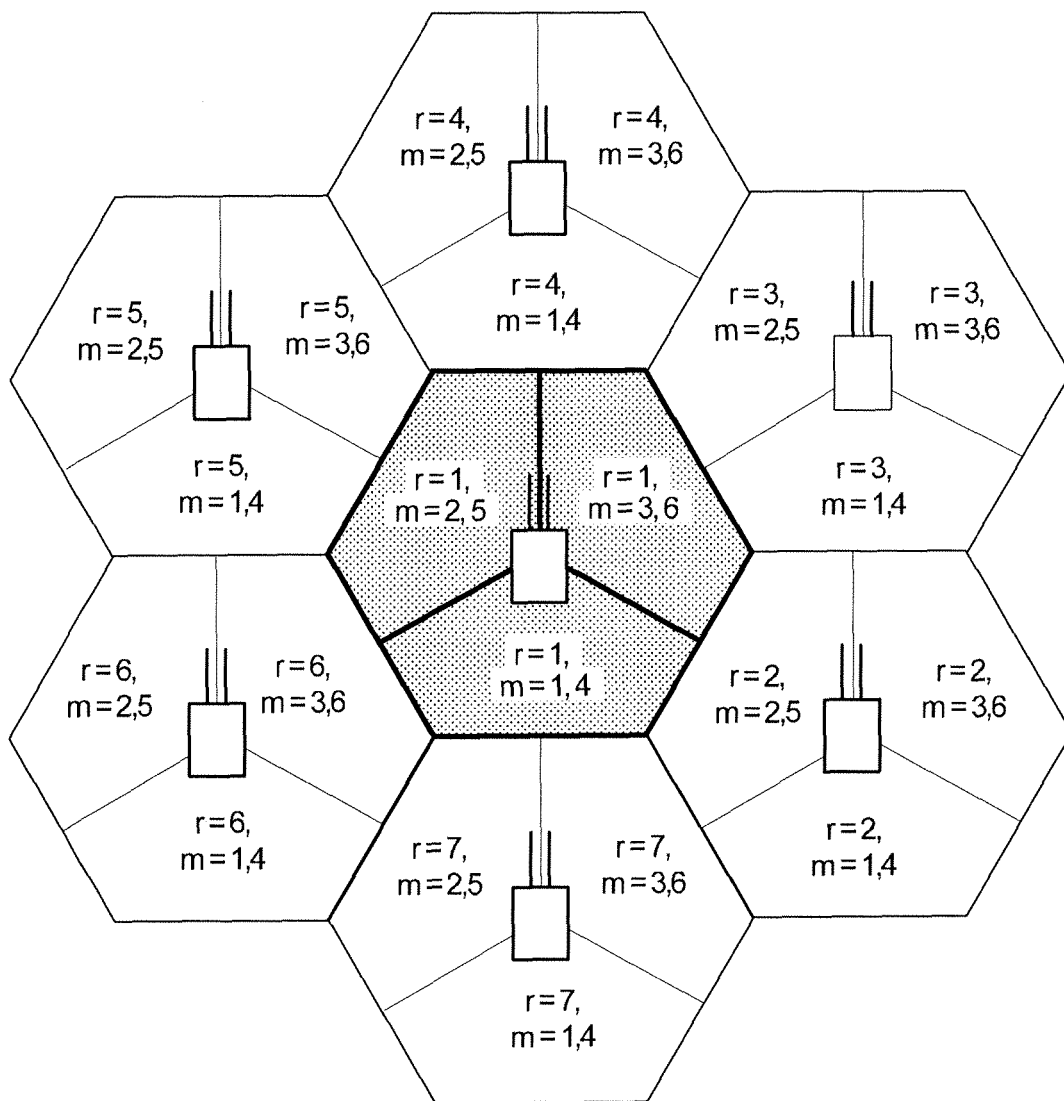 r=4,
m=2,5
r=4,
m=3,6
r=4,
m=1,4
r=5,
m=2,5
r=5,
m=3,6
r=5,
m=1,4
r=3,
m=2,5
r=3,
m=3,6
r=3,
m=1,4
r=1,
m=2,5
r=1,
m=3,6
r=1,
m=1,4
r=6,
m=2,5
r=6,
m=3,6
r=6,
m=1,4
r=2,
m=2,5
r=2,
m=3,6
r=2,
m=1,4
r=7,
m=2,5
r=7,
m=3,6
r=7,
m=1,4